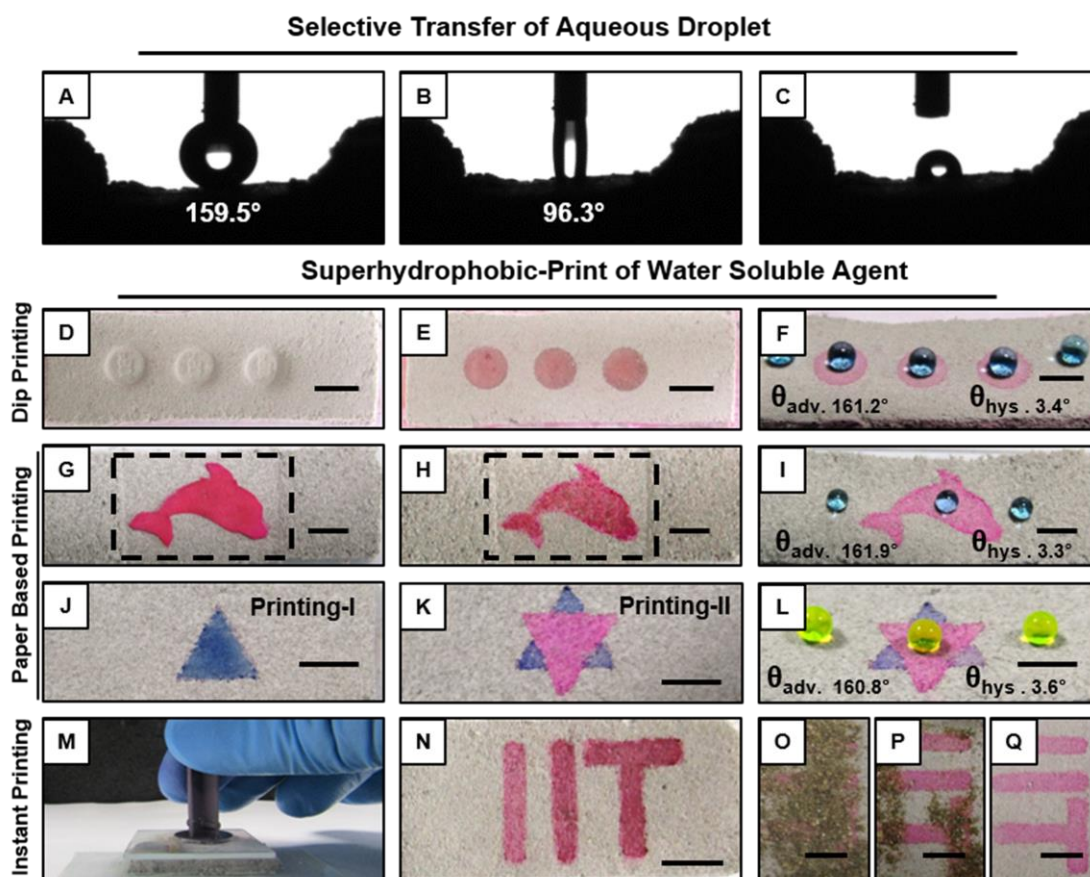 Selective Transfer of Aqueous Droplet
A B C
159.5° 96.3°
Superhydrophobic-Print of Water Soluble Agent
Dip Printing
D E F
θadv. 161.2° θhys . 3.4°
Paper Based Printing
G H I
θadv. 161.9° θhys . 3.3°
J Printing-I K Printing-II L
θadv. 160.8° θhys . 3.6°
Instant Printing
M N O P Q
IIT